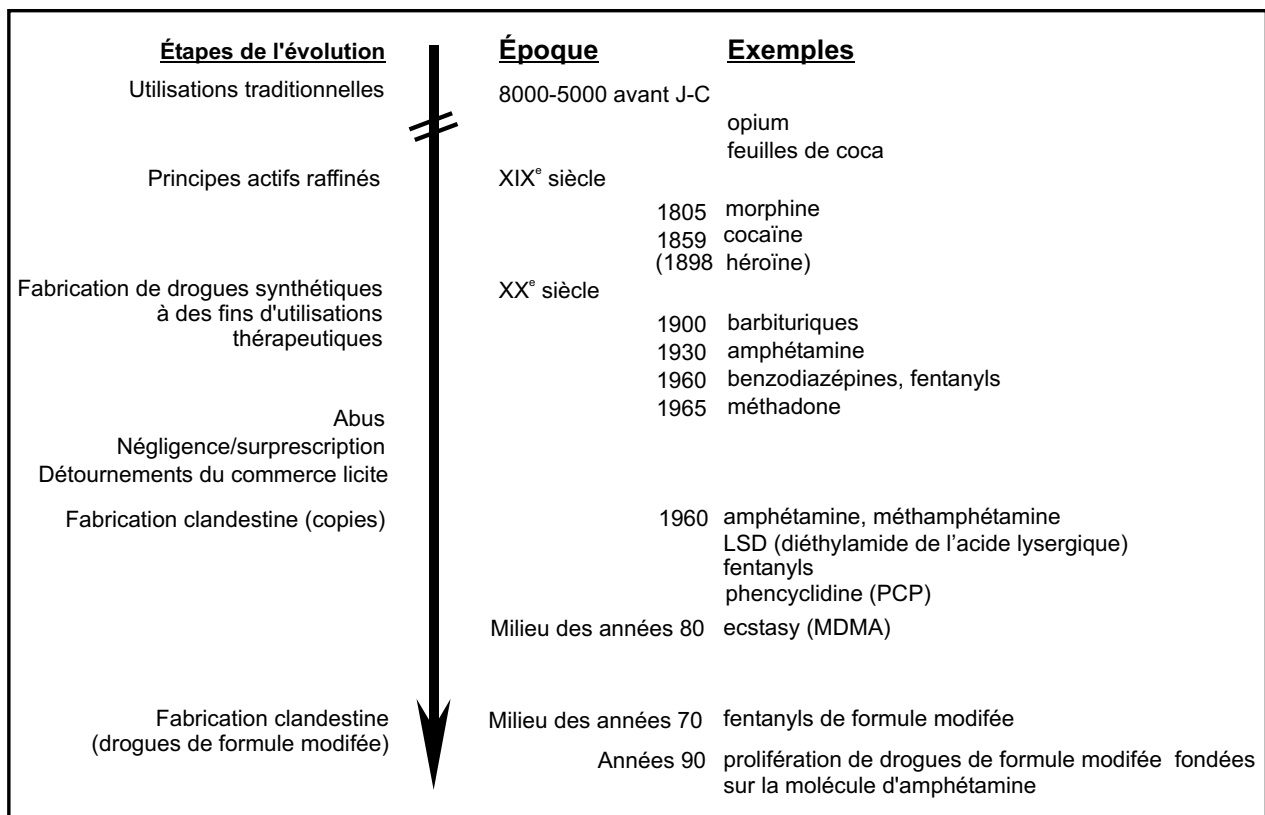 Étapes de l'évolution Époque Exemples
Utilisations traditionnelles 8000-5000 avant J-C
opium
feuilles de coca
Principes actifs raffinés XIXe siècle
1805 morphine
1859 cocaïne
(1898 héroïne)
Fabrication de drogues synthétiques XXe siècle
à des fins d'utilisations
thérapeutiques
1900 barbituriques
1930 amphétamine
1960 benzodiazépines, fentanyls
1965 méthadone
Abus
Négligence/surprescription
Détournements du commerce licite
Fabrication clandestine (copies) 1960 amphétamine, méthamphétamine
LSD (diéthylamide de l'acide lysergique)
fentanyls
phencyclidine (PCP)
Milieu des années 80 ecstasy (MDMA)
Fabrication clandestine Milieu des années 70 fentanyls de formule modifée
(drogues de formule modifée)
Années 90 prolifération de drogues de formule modifée fondées
sur la molécule d'amphétamine